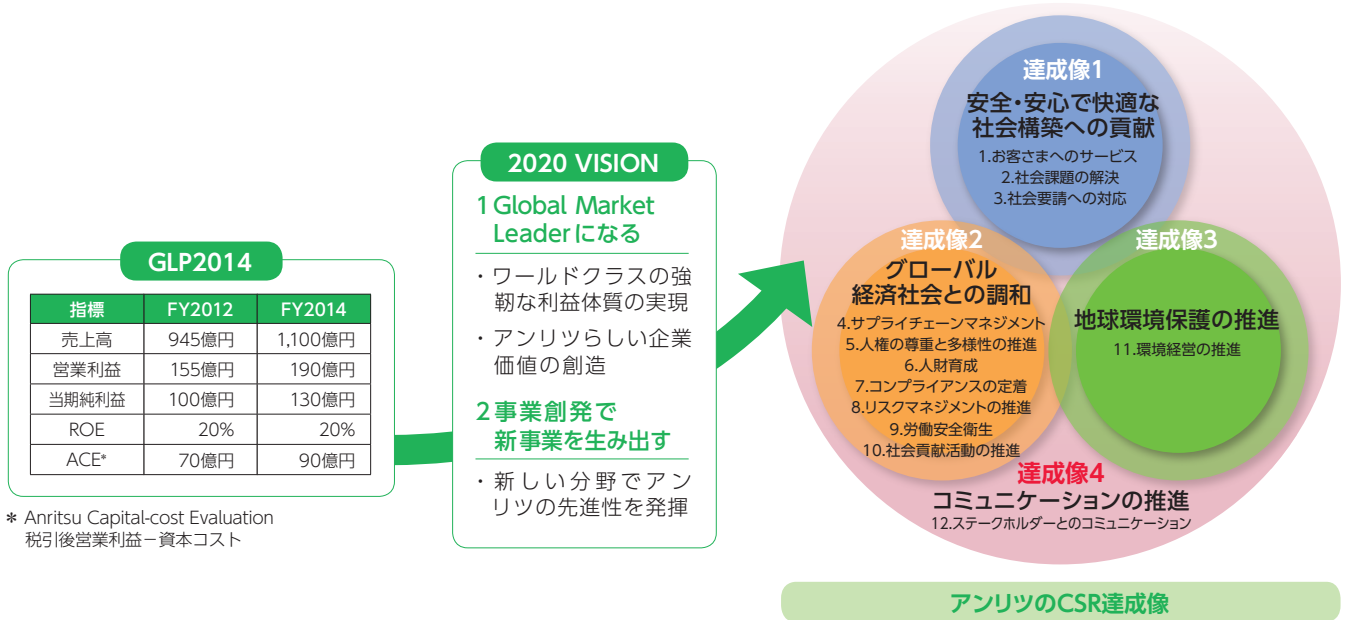 GLP2014
指標 FY2012 FY2014
売上高 945億円 1,100億円
営業利益 155億円 190億円
当期純利益 100億円 130億円
ROE 20% 20%
ACE* 70億円 90億円
* Anritsu Capital-cost Evaluation
税引後営業利益－資本コスト
2020 VISION
1 Global Market
Leaderになる
・ワールドクラスの強
靭な利益体質の実現
・アンリツらしい企業
価値の創造
2 事業創発で
新事業を生み出す
・新しい分野でアン
リツの先進性を発揮
達成像1
安全・安心で快適な
社会構築への貢献
1.お客さまへのサービス
2.社会課題の解決
3.社会要請への対応
達成像2
グローバル
経済社会との調和
4.サプライチェーンマネジメント
5.人権の尊重と多様性の推進
6.人財育成
7.コンプライアンスの定着
8.リスクマネジメントの推進
9.労働安全衛生
10.社会貢献活動の推進
達成像3
地球環境保護の推進
11.環境経営の推進
達成像4
コミュニケーションの推進
12.ステークホルダーとのコミュニケーション
アンリツのCSR達成像